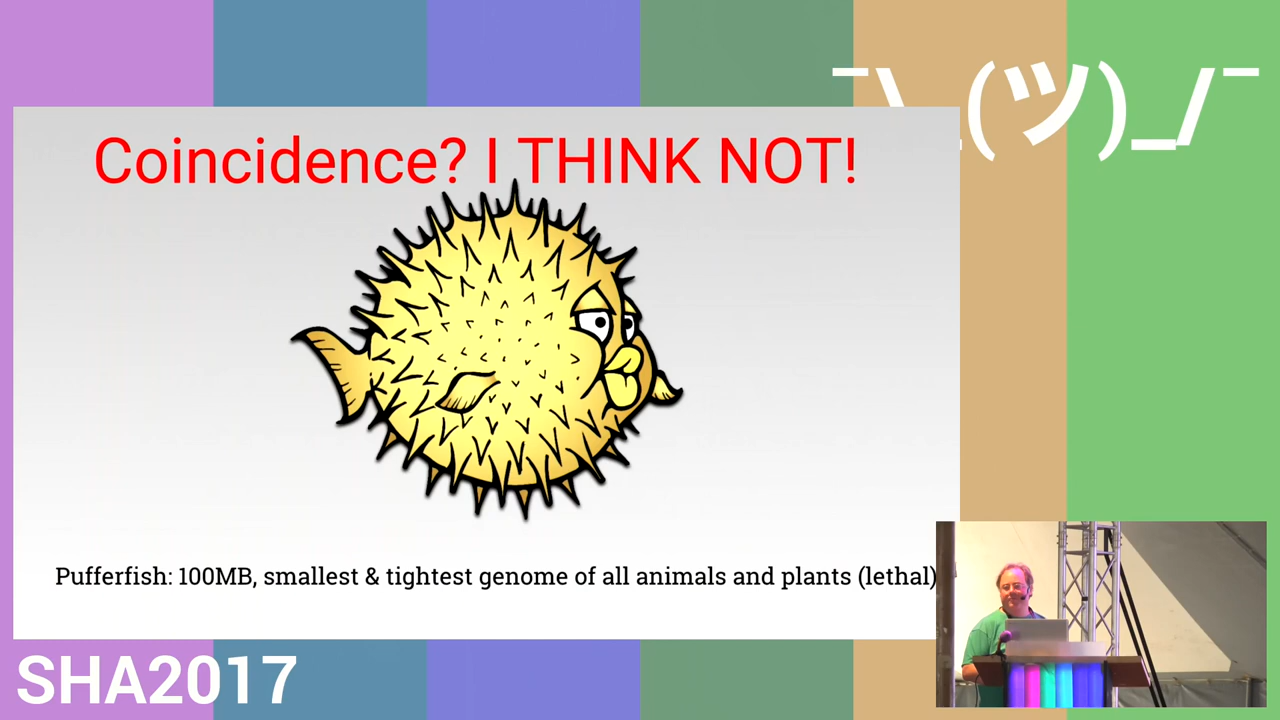 ¯\_(ツ)_/¯
Coincidence? I THINK NOT!
Pufferfish: 100MB, smallest & tightest genome of all animals and plants (lethal)
SHA2017